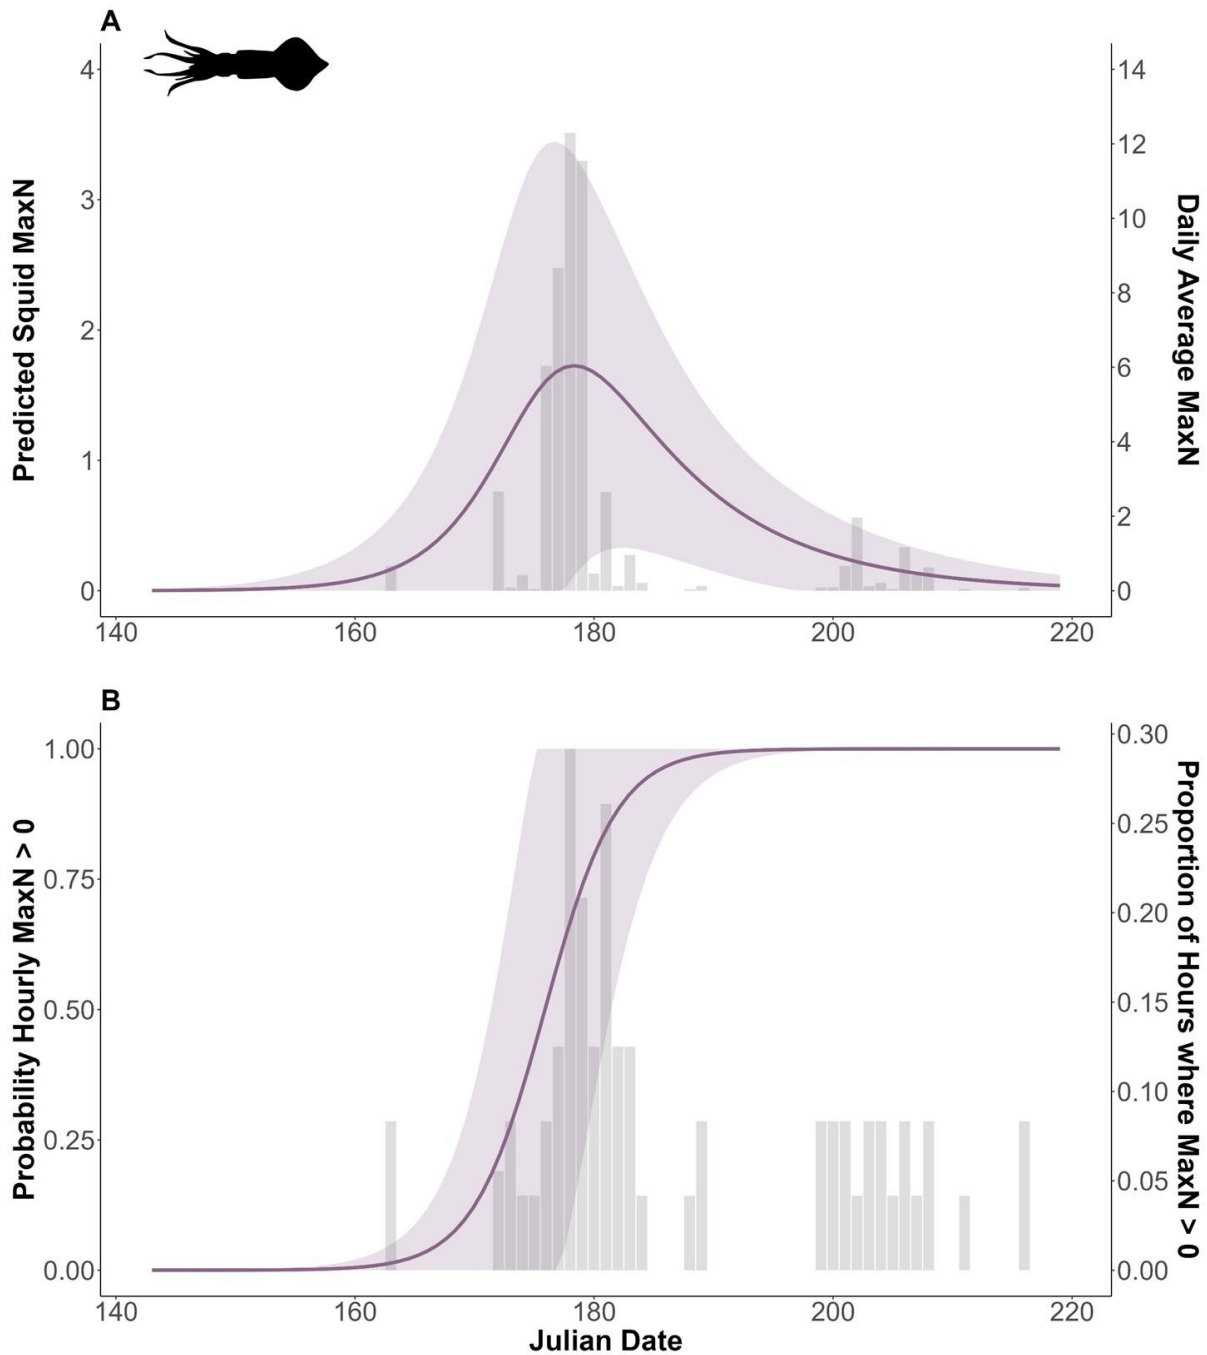 A
Predicted Squid MaxN
4
3
2
1
0
14
12
10
8
6
4
2
0
Daily Average MaxN
140 160 180 200 220
B
Probability Hourly MaxN > 0
1.00
0.75
0.50
0.25
0.00
0.30
0.25
0.20
0.15
0.10
0.05
0.00
Proportion of Hours where MaxN > 0
140 160 180 200 220
Julian Date